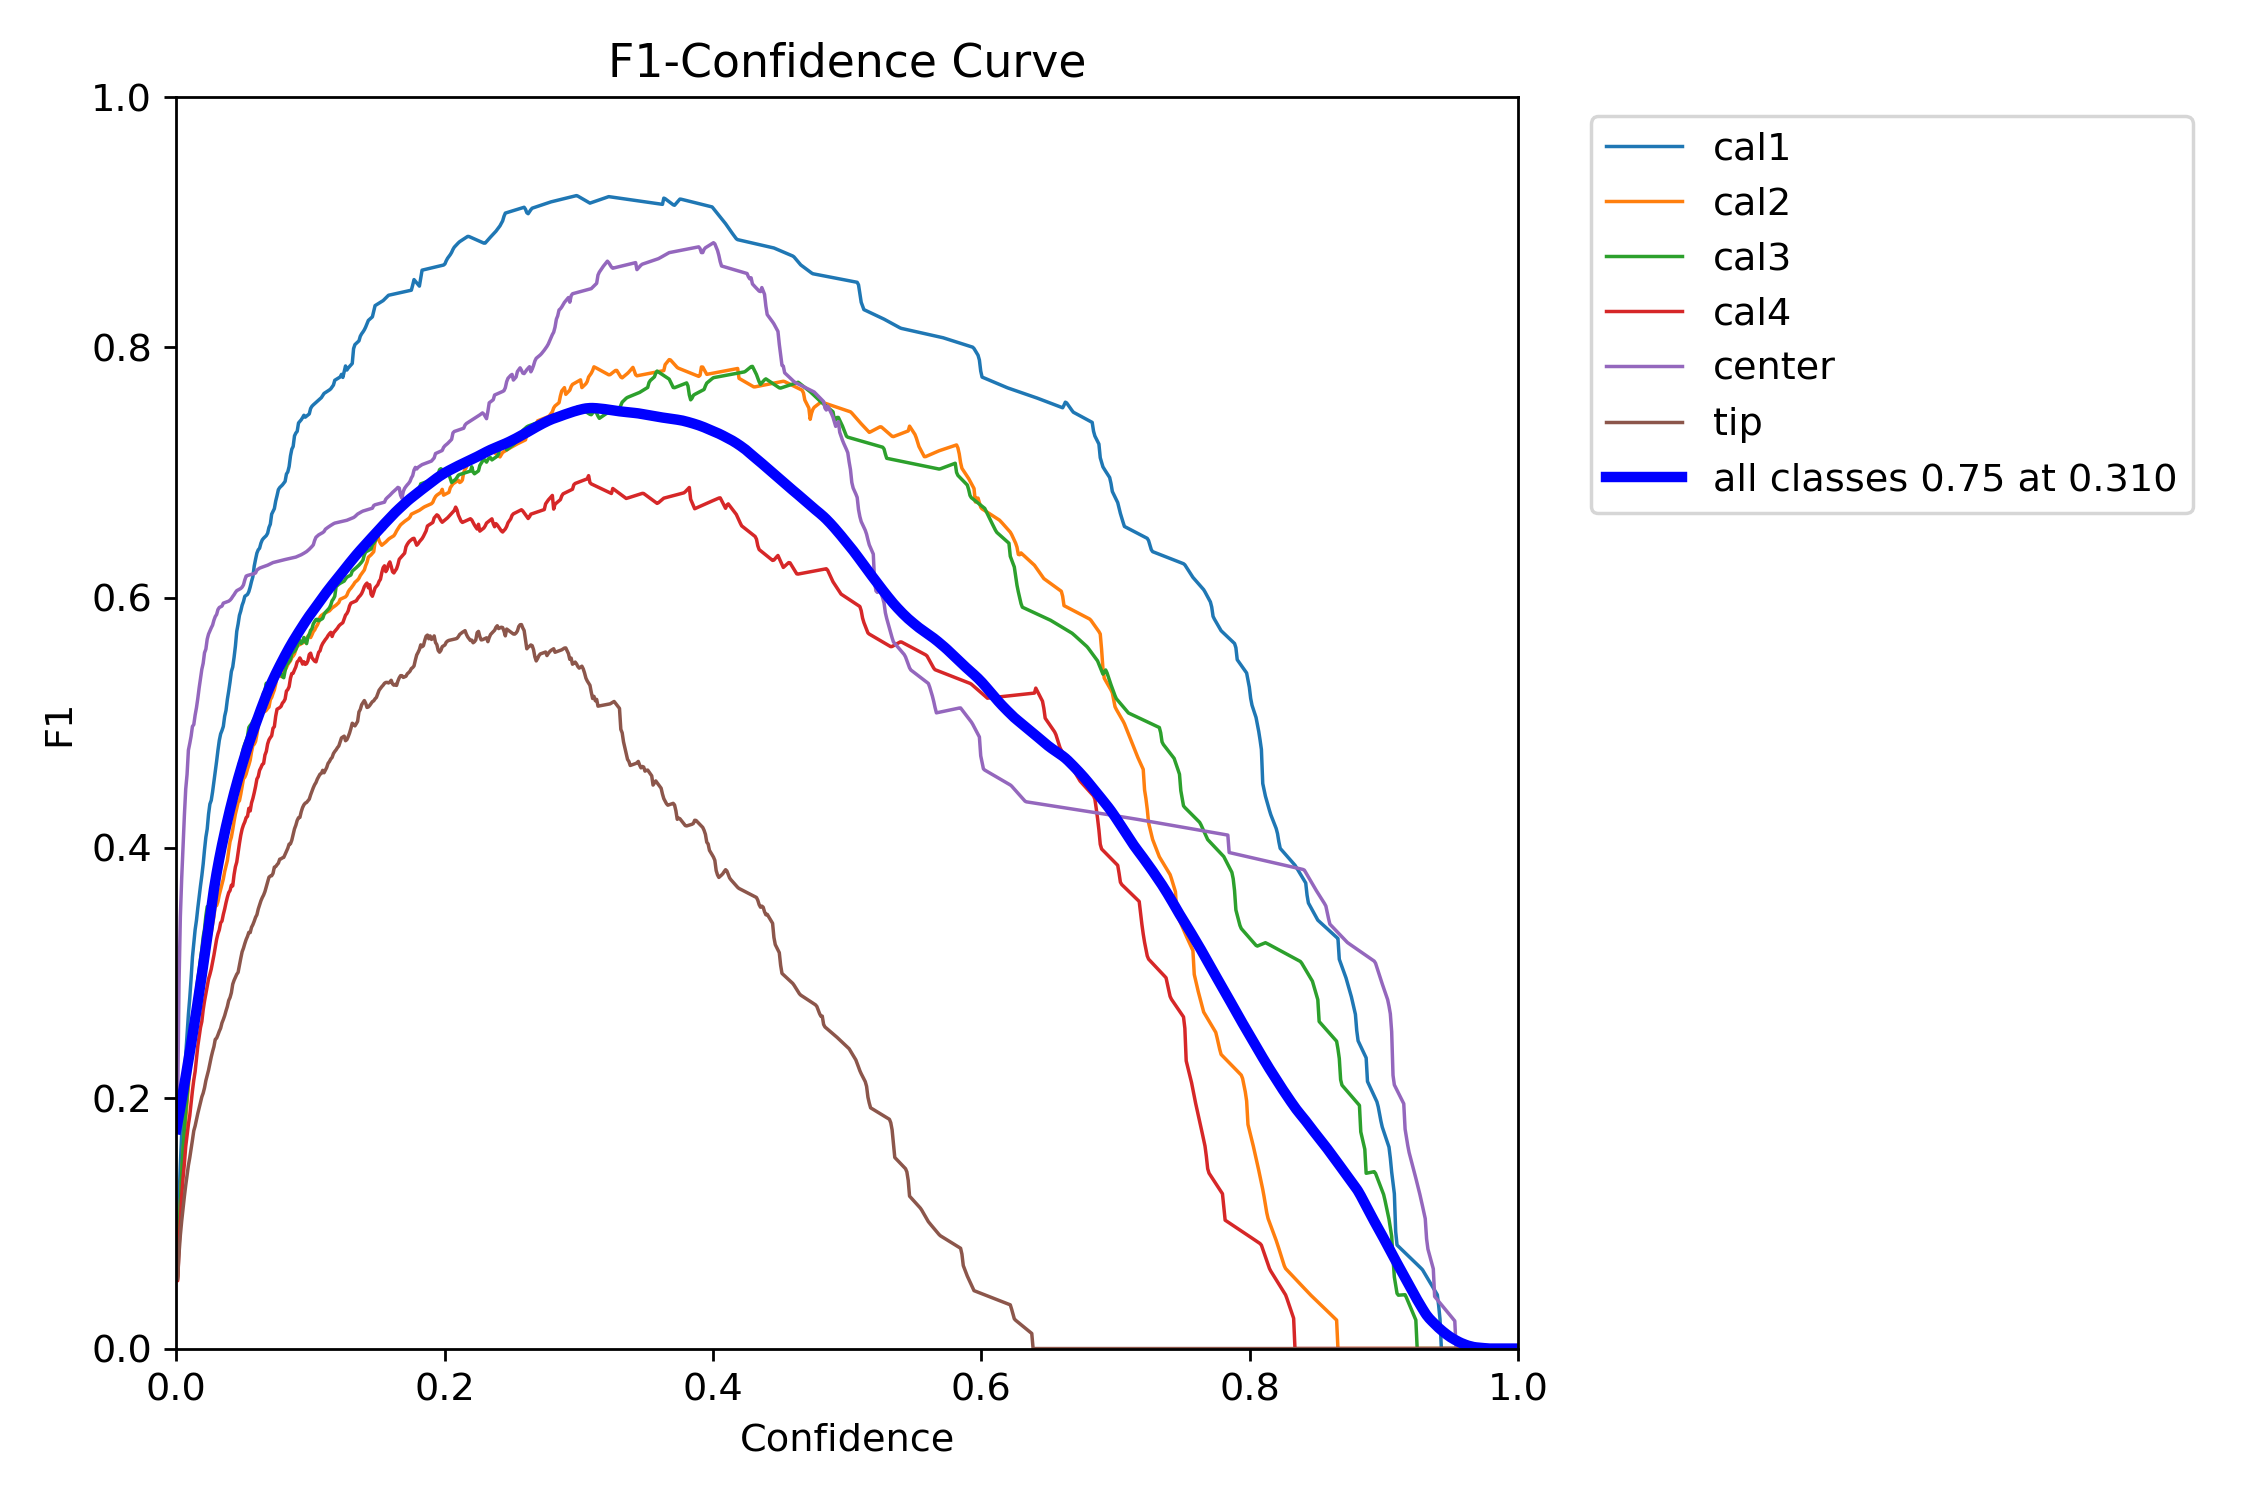 F1-Confidence Curve
1.0
0.8
0.6
0.4
0.2
0.0
F1
0.0 0.2 0.4 0.6 0.8 1.0
Confidence
cal1
cal2
cal3
cal4
center
tip
all classes 0.75 at 0.310